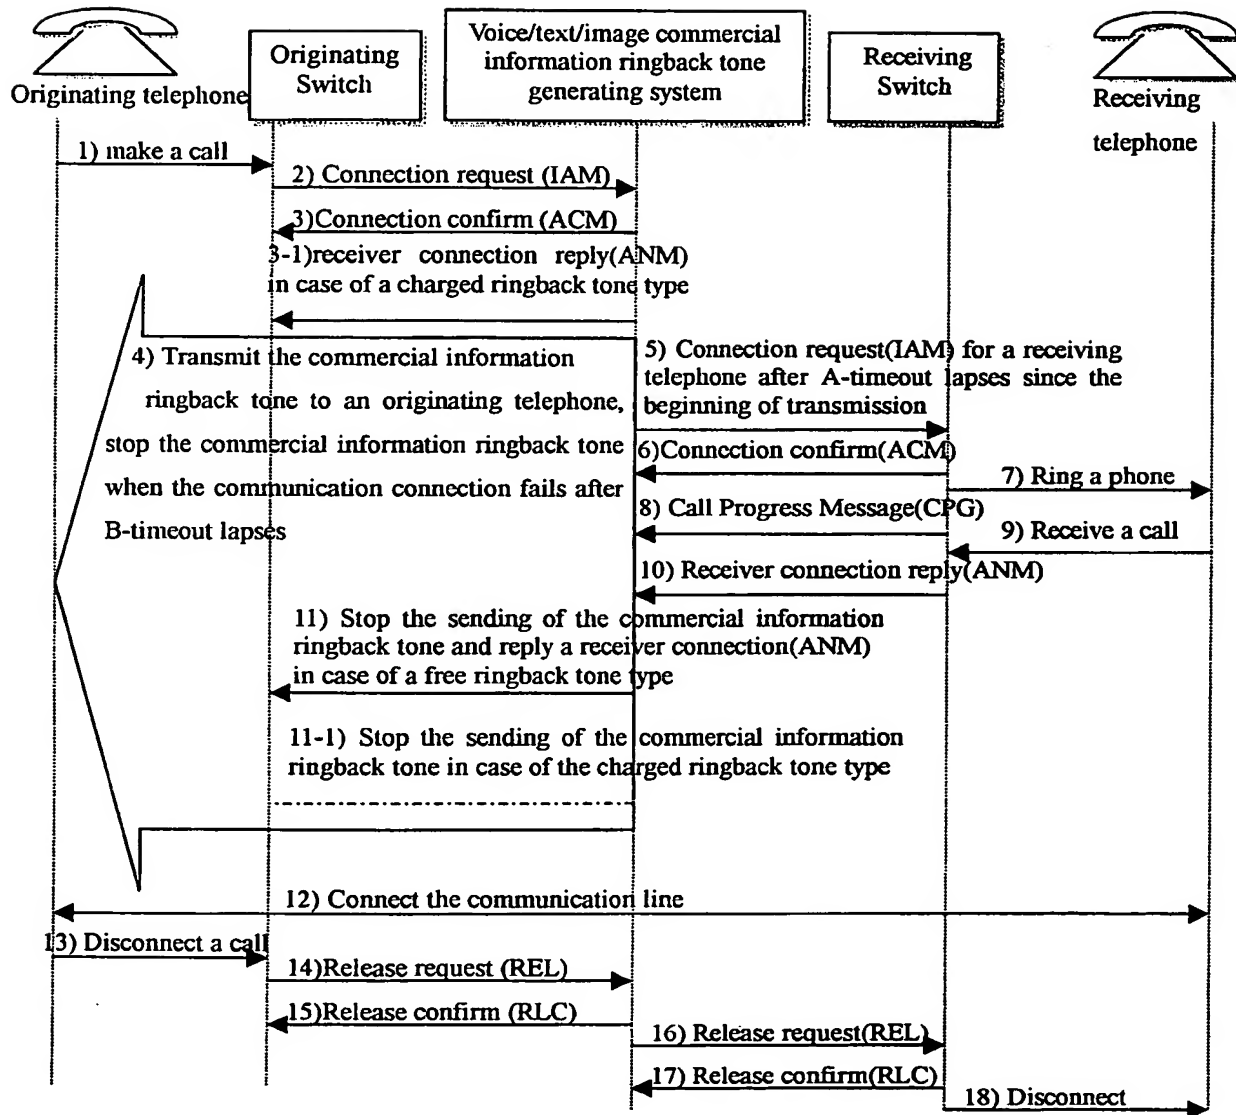 Originating telephone
Originating
Switch
Voice/text/image commercial
information ringback tone
generating system
Receiving
Switch
Receiving
telephone
1) make a call
2) Connection request (IAM)
3)Connection confirm (ACM)
3-1)receiver connection reply(ANM)
in case of a charged ringback tone type
4) Transmit the commercial information
ringback tone to an originating telephone,
stop the commercial information ringback tone
when the communication connection fails after
B-timeout lapses
5) Connection request(IAM) for a receiving
telephone after A-timeout lapses since the
beginning of transmission
6)Connection confirm(ACM)
7) Ring a phone
8) Call Progress Message(CPG)
9) Receive a call
10) Receiver connection reply(ANM)
11) Stop the sending of the commercial information
ringback tone and reply a receiver connection(ANM)
in case of a free ringback tone type
11-1) Stop the sending of the commercial information
ringback tone in case of the charged ringback tone type
12) Connect the communication line
13) Disconnect a call
14)Release request (REL)
15)Release confirm (RLC)
16) Release request(REL)
17) Release confirm(RLC)
18) Disconnect